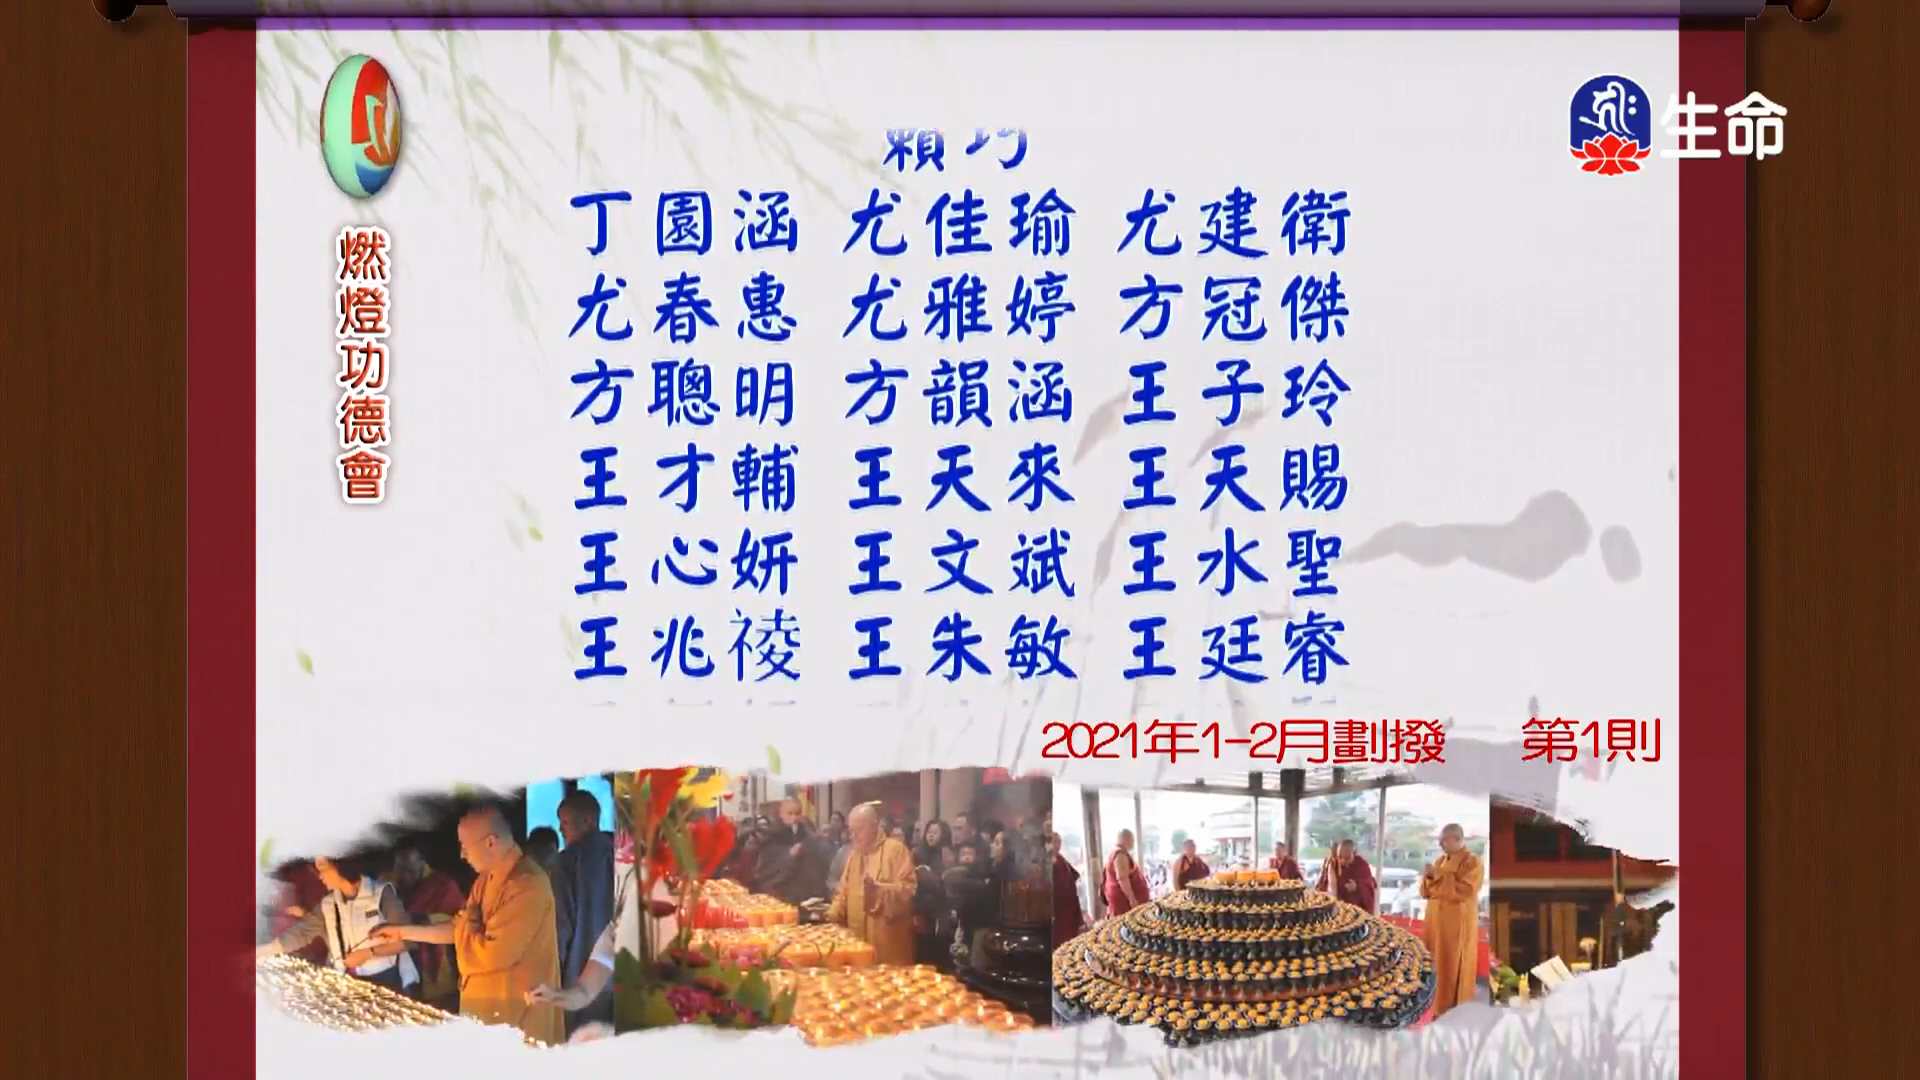 生命
燃燈功德會
賴巧
丁園涵 尤佳瑜 尤建衛
尤春惠 尤雅婷 方冠傑
方聰明 方韻涵 王子玲
王才輔 王天來 王天賜
王心妍 王文斌 王水聖
王兆祾 王朱敏 王廷睿
2021年1-2月劃撥 第1則